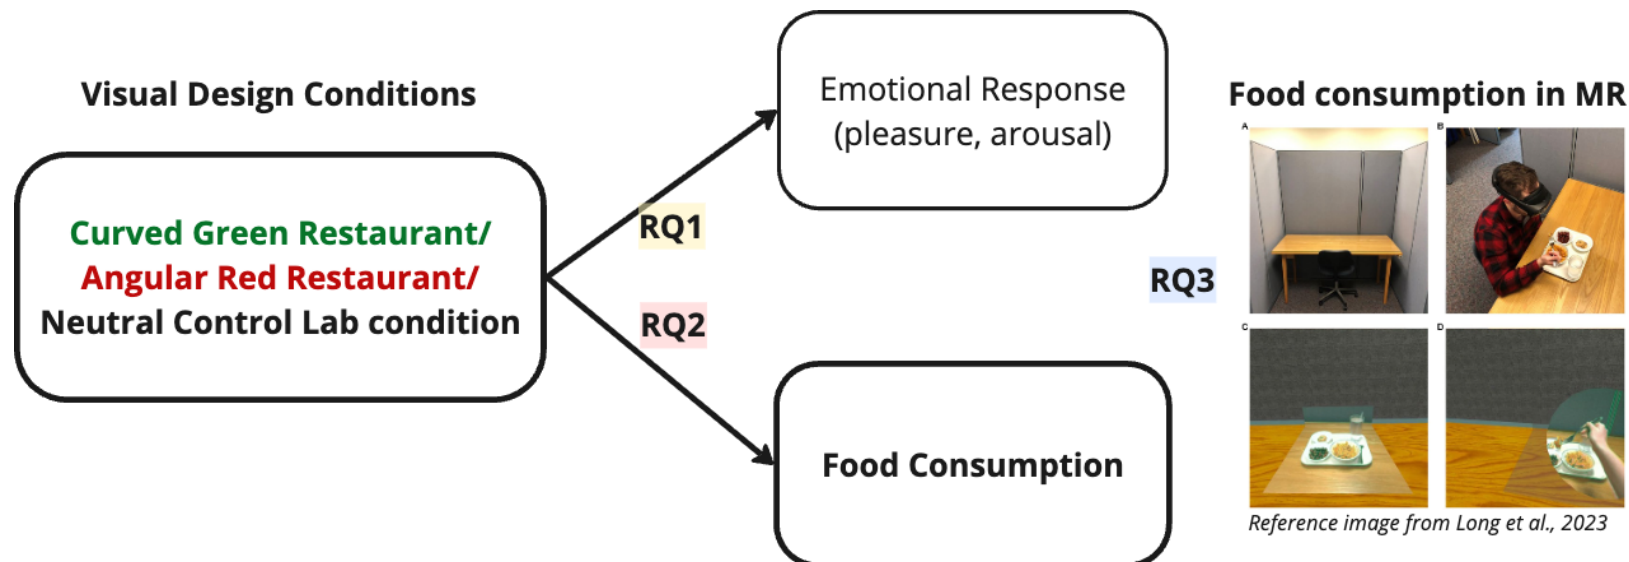 Visual Design Conditions
Curved Green Restaurant/
Angular Red Restaurant/
Neutral Control Lab condition
RQ1
RQ2
Emotional Response
(pleasure, arousal)
Food Consumption
RQ3
Food consumption in MR
A
B
C
D
Reference image from Long et al., 2023